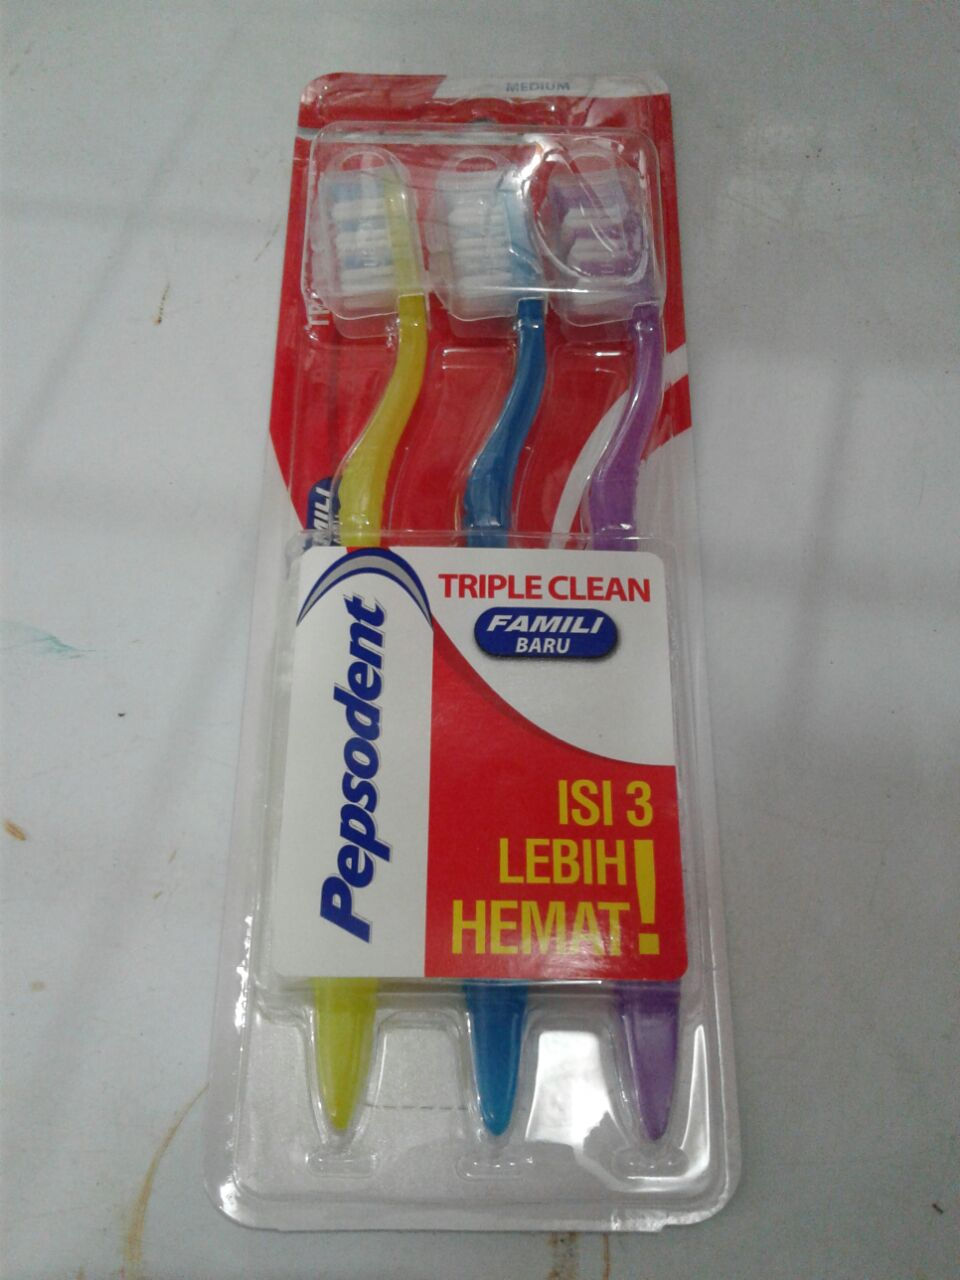 MEDIUM
TRIPLE CLEAN
FAMILI
BARU
Pepsodent
ISI 3
LEBIH
HEMAT!